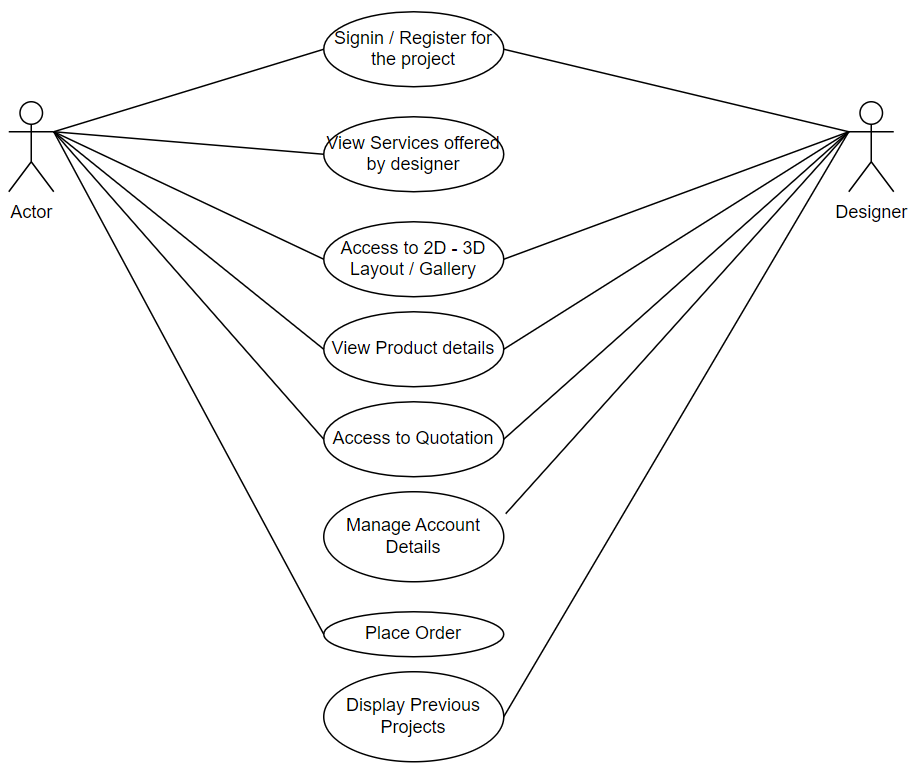 Signin / Register for
the project
View Services offered
by designer
Actor
Designer
Access to 2D - 3D
Layout / Gallery
View Product details
Access to Quotation
Manage Account
Details
Place Order
Display Previous
Projects